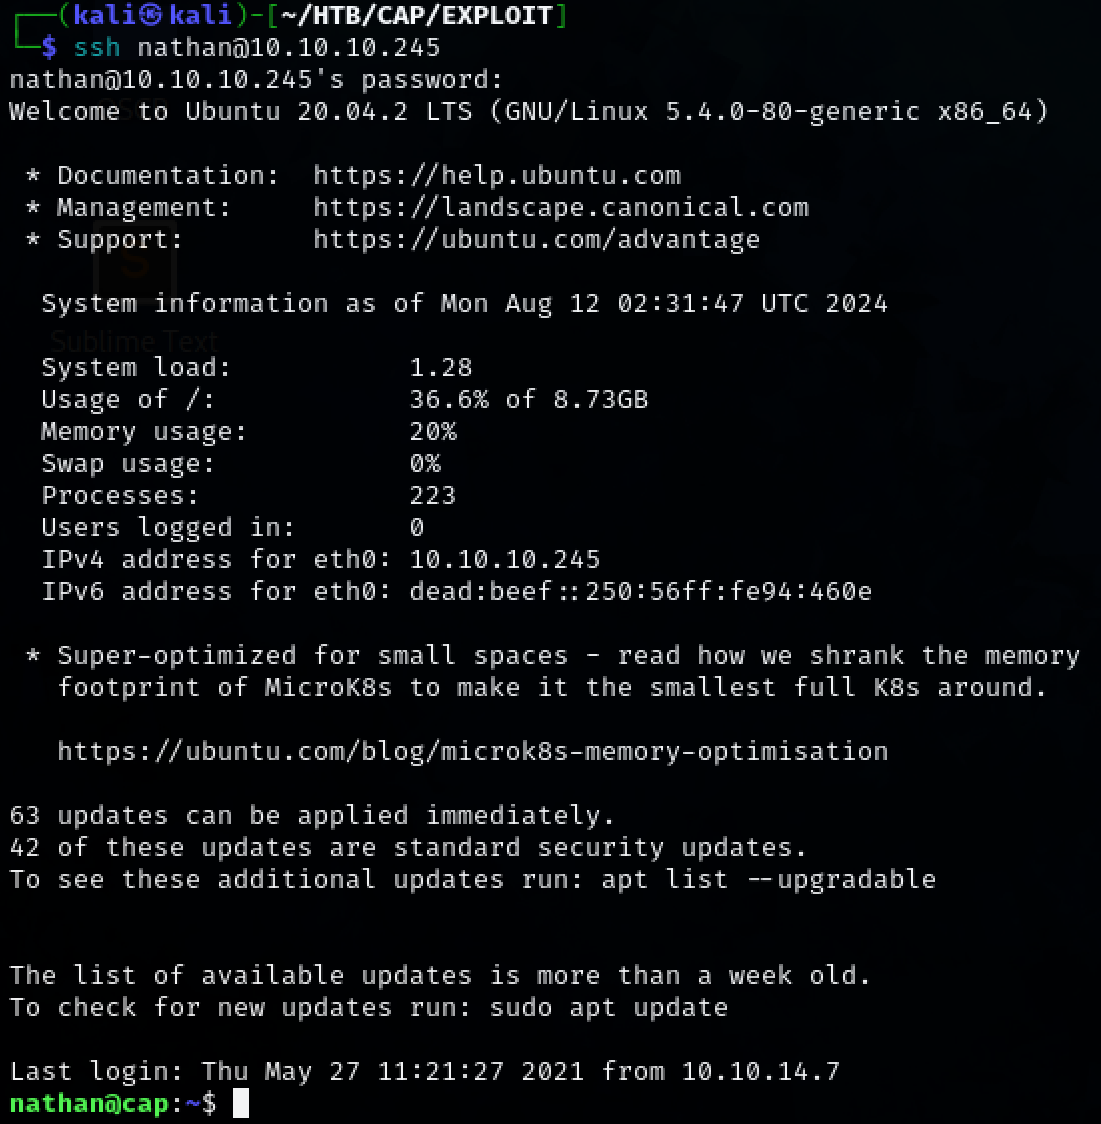 ┌──(kali㉿kali)-[~/HTB/CAP/EXPLOIT]
└─$ ssh nathan@10.10.10.245
nathan@10.10.10.245's password:
Welcome to Ubuntu 20.04.2 LTS (GNU/Linux 5.4.0-80-generic x86_64)
* Documentation:  https://help.ubuntu.com
* Management:     https://landscape.canonical.com
* Support:        https://ubuntu.com/advantage
S
System information as of Mon Aug 12 02:31:47 UTC 2024
Sublime Text
System load:           1.28
Usage of /:            36.6% of 8.73GB
Memory usage:          20%
Swap usage:            0%
Processes:             223
Users logged in:       0
IPv4 address for eth0: 10.10.10.245
IPv6 address for eth0: dead:beef::250:56ff:fe94:460e
* Super-optimized for small spaces - read how we shrank the memory
footprint of MicroK8s to make it the smallest full K8s around.
https://ubuntu.com/blog/microk8s-memory-optimisation
63 updates can be applied immediately.
42 of these updates are standard security updates.
To see these additional updates run: apt list --upgradable
The list of available updates is more than a week old.
To check for new updates run: sudo apt update
Last login: Thu May 27 11:21:27 2021 from 10.10.14.7
nathan@cap:~$